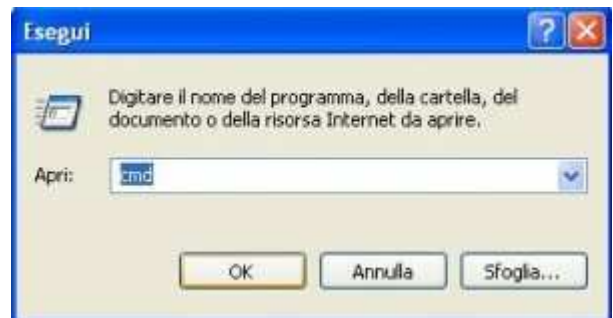 Esegui
Digitare il nome del programma, della cartella, del
documento o della risorsa Internet da aprire.
Apri: cmd
OK Annulla Sfoglia...